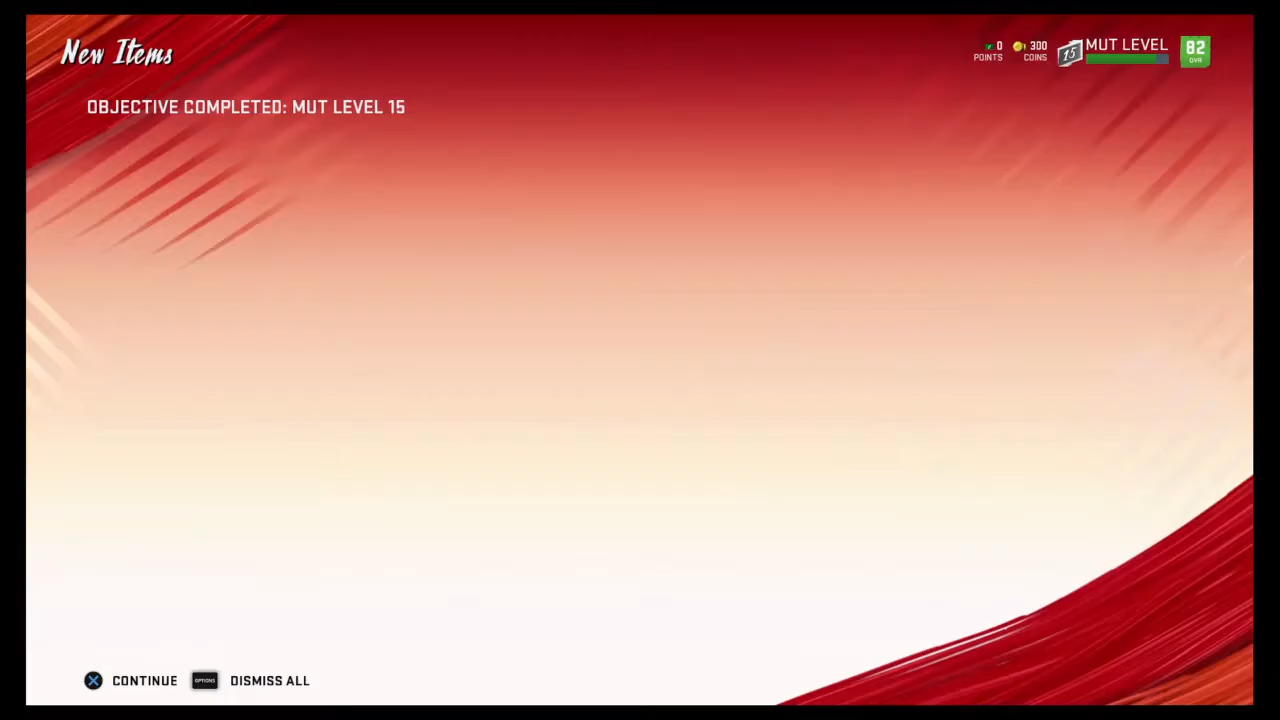 New Items
0
POINTS
300
COINS
15
MUT LEVEL
82
OVR
OBJECTIVE COMPLETED: MUT LEVEL 15
CONTINUE
OPTIONS
DISMISS ALL